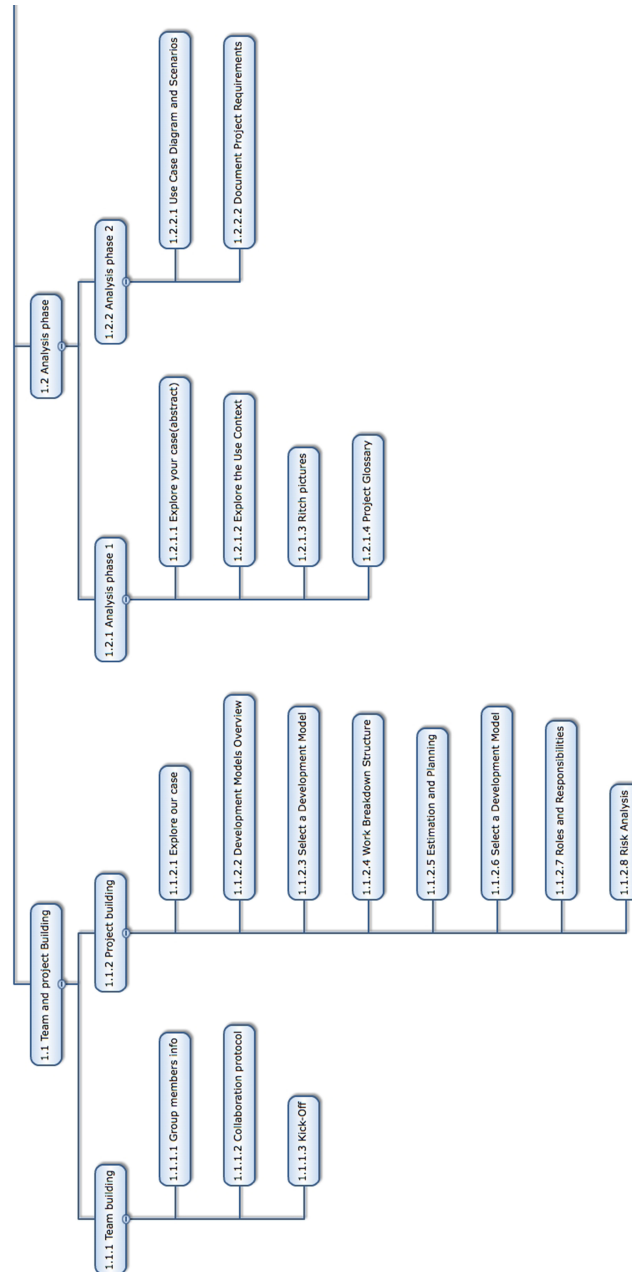 1.1 Team and project Building
1.1.1 Team building
1.1.1.1 Group members info
1.1.1.2 Collaboration protocol
1.1.1.3 Kick-Off
1.1.2 Project building
1.1.2.1 Explore our case
1.1.2.2 Development Models Overview
1.1.2.3 Select a Development Model
1.1.2.4 Work Breakdown Structure
1.1.2.5 Estimation and Planning
1.1.2.6 Select a Development Model
1.1.2.7 Roles and Responsibilities
1.1.2.8 Risk Analysis
1.2 Analysis phase
1.2.1 Analysis phase 1
1.2.1.1 Explore your case(abstract)
1.2.1.2 Explore the Use Context
1.2.1.3 Ritch pictures
1.2.1.4 Project Glossary
1.2.2 Analysis phase 2
1.2.2.1 Use Case Diagram and Scenarios
1.2.2.2 Document Project Requirements